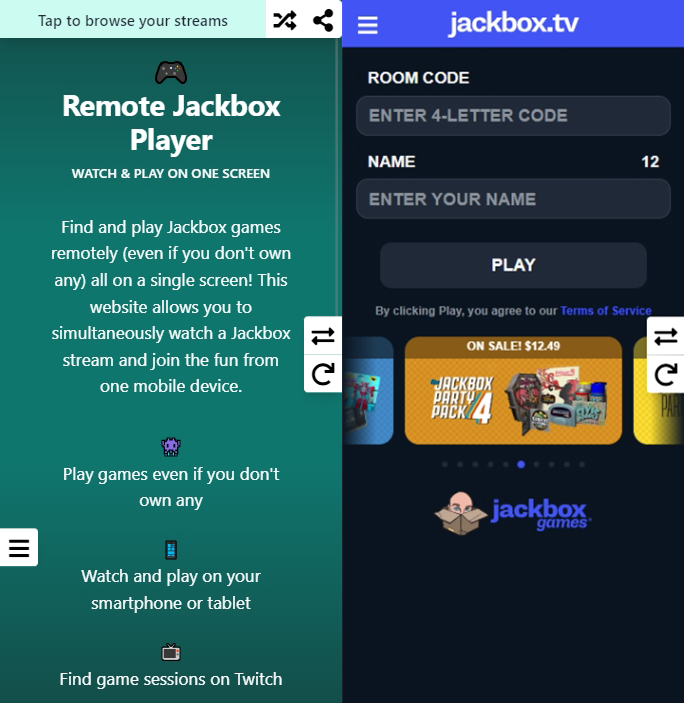 Tap to browse your streams
Remote Jackbox
Player
WATCH & PLAY ON ONE SCREEN
Find and play Jackbox games
remotely (even if you don't own
any) all on a single screen! This
website allows you to
simultaneously watch a Jackbox
stream and join the fun from
one mobile device.
Play games even if you don't
own any
Watch and play on your
smartphone or tablet
Find game sessions on Twitch
jackbox.tv
ROOM CODE
ENTER 4-LETTER CODE
NAME 12
ENTER YOUR NAME
PLAY
By clicking Play, you agree to our Terms of Service
ON SALE! $12.49
JACKBOX
PARTY
PACK 4
jackbox
games